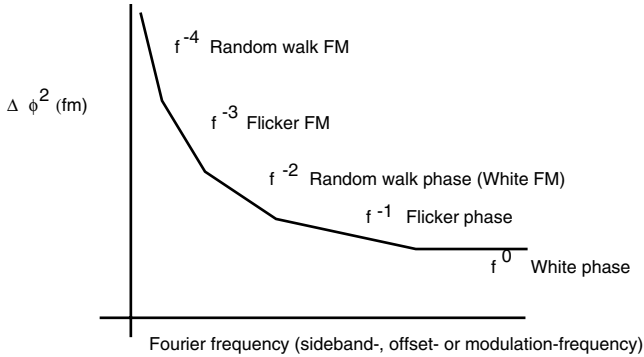 f -4 Random walk FM
Δ ϕ2 (fm)
f -3 Flicker FM
f -2 Random walk phase (White FM)
f -1 Flicker phase
f 0 White phase
Fourier frequency (sideband-, offset- or modulation-frequency)